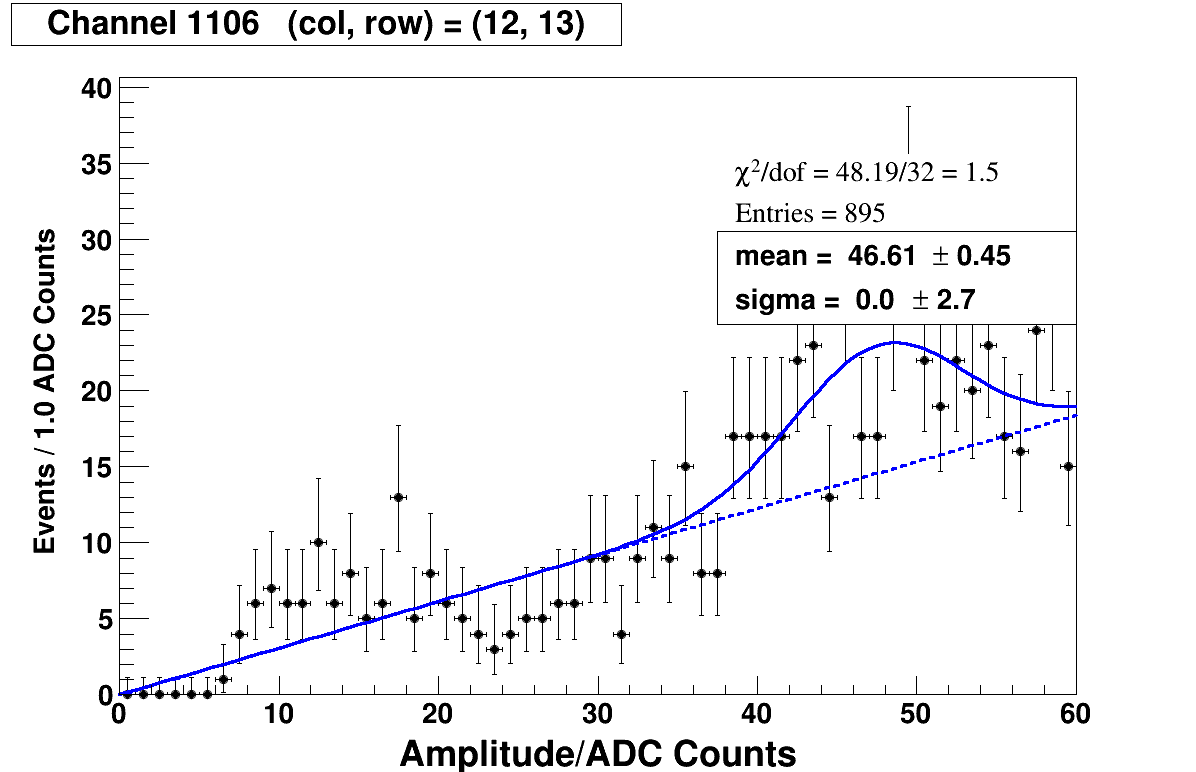 Channel 1106 (col, row) = (12, 13)
40
35
30
25
20
15
10
5
0
Events / 1.0 ADC Counts
χ²/dof = 48.19/32 = 1.5
Entries = 895
mean = 46.61 ± 0.45
sigma = 0.0 ± 2.7
0 10 20 30 40 50 60
Amplitude/ADC Counts